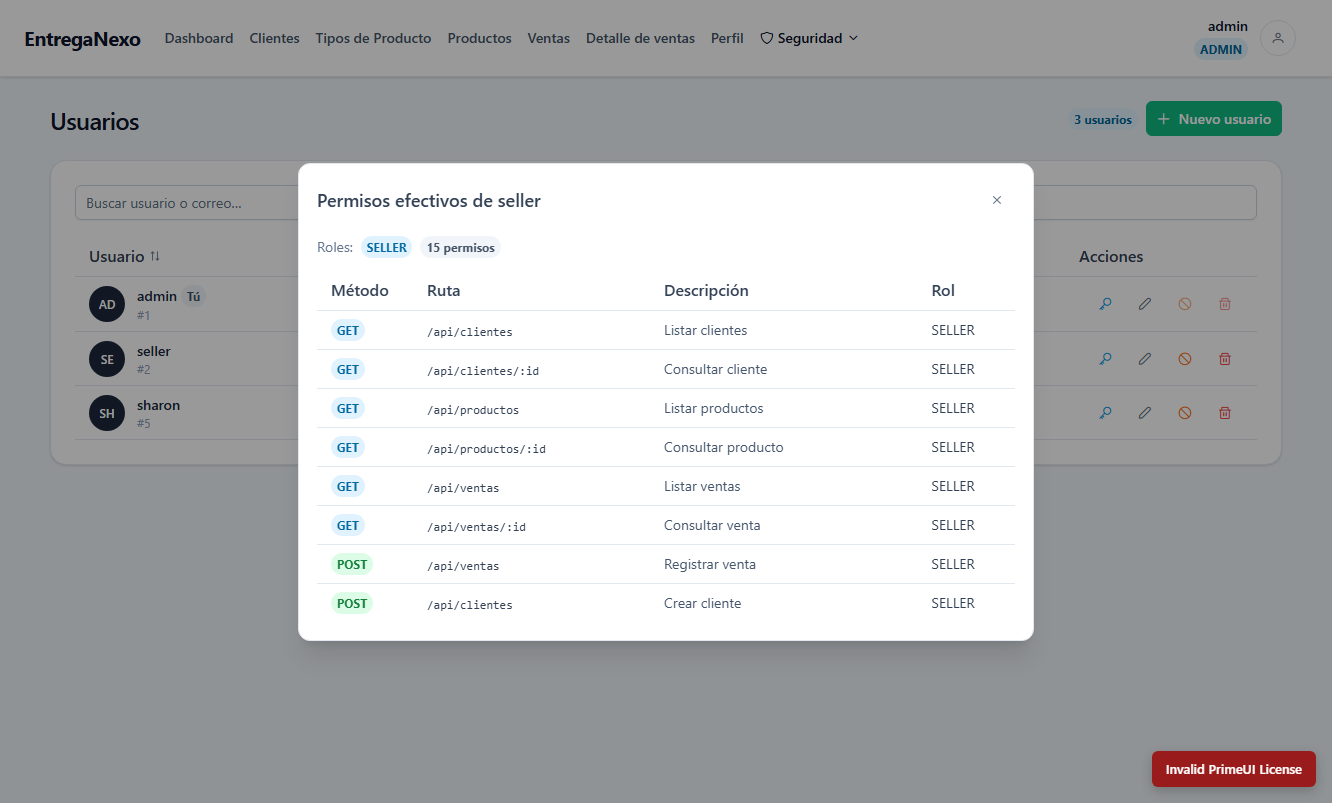 EntregaNexo Dashboard Clientes Tipos de Producto Productos Ventas Detalle de ventas Perfil Seguridad admin
ADMIN
Usuarios 3 usuarios + Nuevo usuario
Buscar usuario o correo...
Usuario Acciones
AD admin Tú
#1
SE seller
#2
SH sharon
#5
Permisos efectivos de seller
Roles: SELLER 15 permisos
Método Ruta Descripción Rol
GET /api/clientes Listar clientes SELLER
GET /api/clientes/:id Consultar cliente SELLER
GET /api/productos Listar productos SELLER
GET /api/productos/:id Consultar producto SELLER
GET /api/ventas Listar ventas SELLER
GET /api/ventas/:id Consultar venta SELLER
POST /api/ventas Registrar venta SELLER
POST /api/clientes Crear cliente SELLER
Invalid PrimeUI License